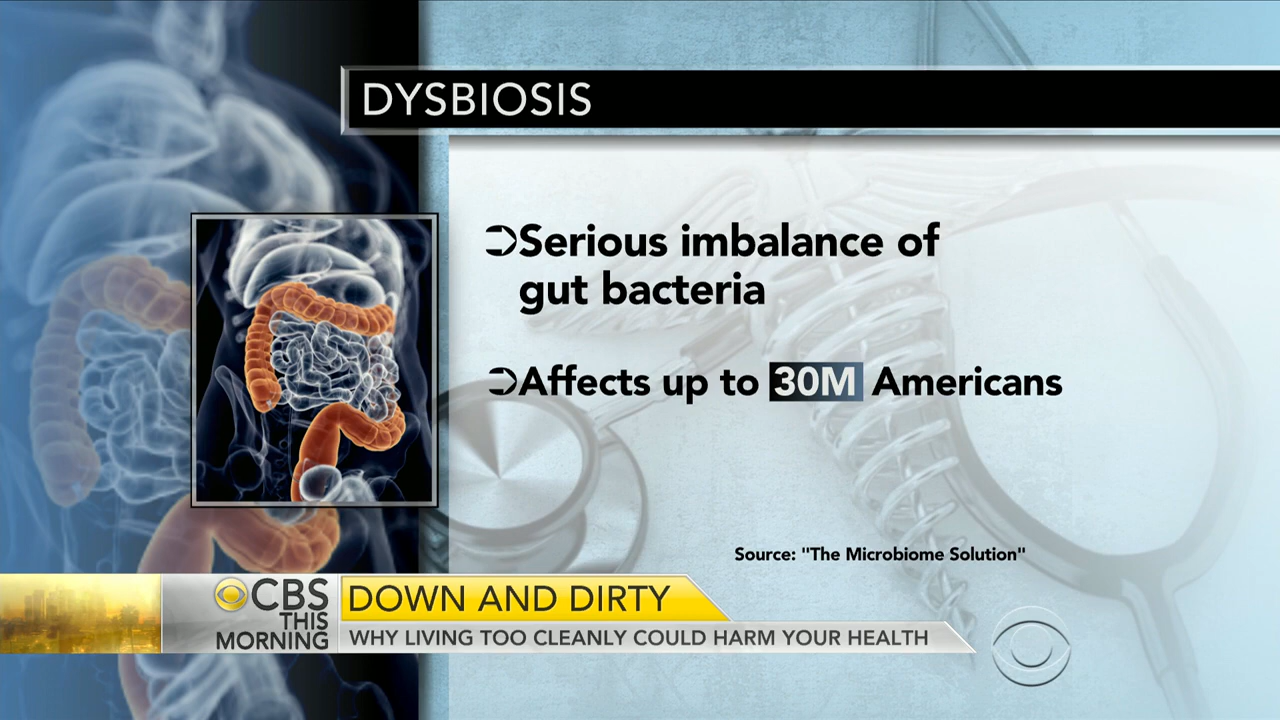 DYSBIOSIS
➲Serious imbalance of
gut bacteria
➲Affects up to 30M Americans
Source: "The Microbiome Solution"
CBS
THIS
MORNING
DOWN AND DIRTY
WHY LIVING TOO CLEANLY COULD HARM YOUR HEALTH